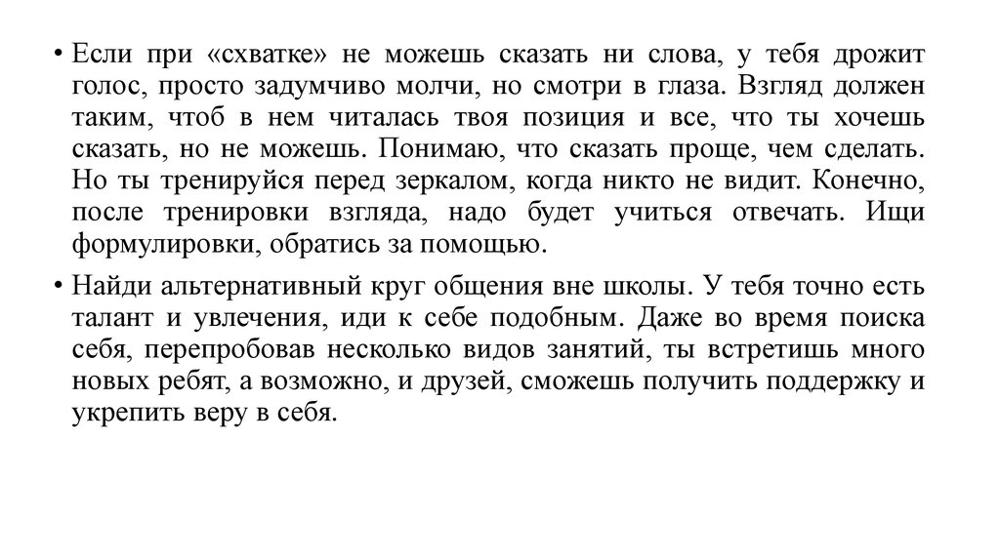 • Если при «схватке» не можешь сказать ни слова, у тебя дрожит
голос, просто задумчиво молчи, но смотри в глаза. Взгляд должен
таким, чтоб в нем читалась твоя позиция и все, что ты хочешь
сказать, но не можешь. Понимаю, что сказать проще, чем сделать.
Но ты тренируйся перед зеркалом, когда никто не видит. Конечно,
после тренировки взгляда, надо будет учиться отвечать. Ищи
формулировки, обратись за помощью.
• Найди альтернативный круг общения вне школы. У тебя точно есть
талант и увлечения, иди к себе подобным. Даже во время поиска
себя, перепробовав несколько видов занятий, ты встретишь много
новых ребят, а возможно, и друзей, сможешь получить поддержку и
укрепить веру в себя.